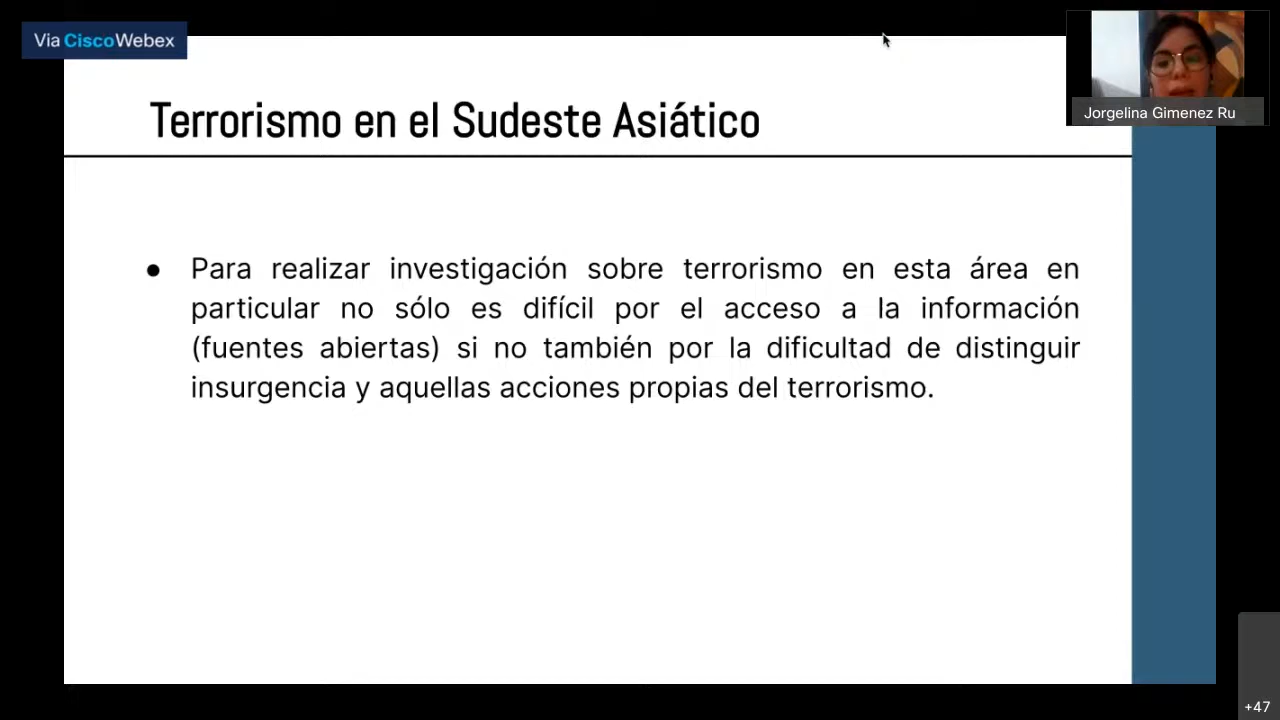 Via CiscoWebex
Jorgelina Gimenez Ru
Terrorismo en el Sudeste Asiático
● Para realizar investigación sobre terrorismo en esta área en
particular no sólo es difícil por el acceso a la información
(fuentes abiertas) si no también por la dificultad de distinguir
insurgencia y aquellas acciones propias del terrorismo.
+47